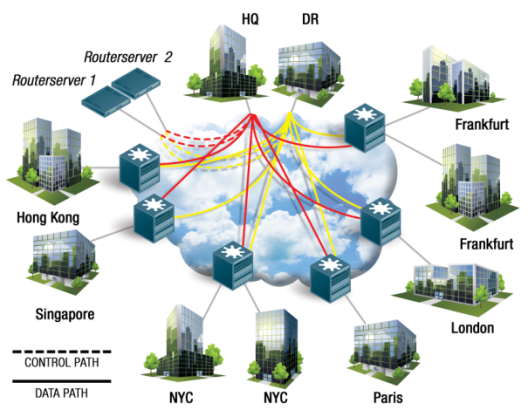 HQ
DR
Routerserver 2
Routerserver 1
Frankfurt
Hong Kong
Frankfurt
Singapore
London
CONTROL PATH
DATA PATH
NYC
NYC
Paris